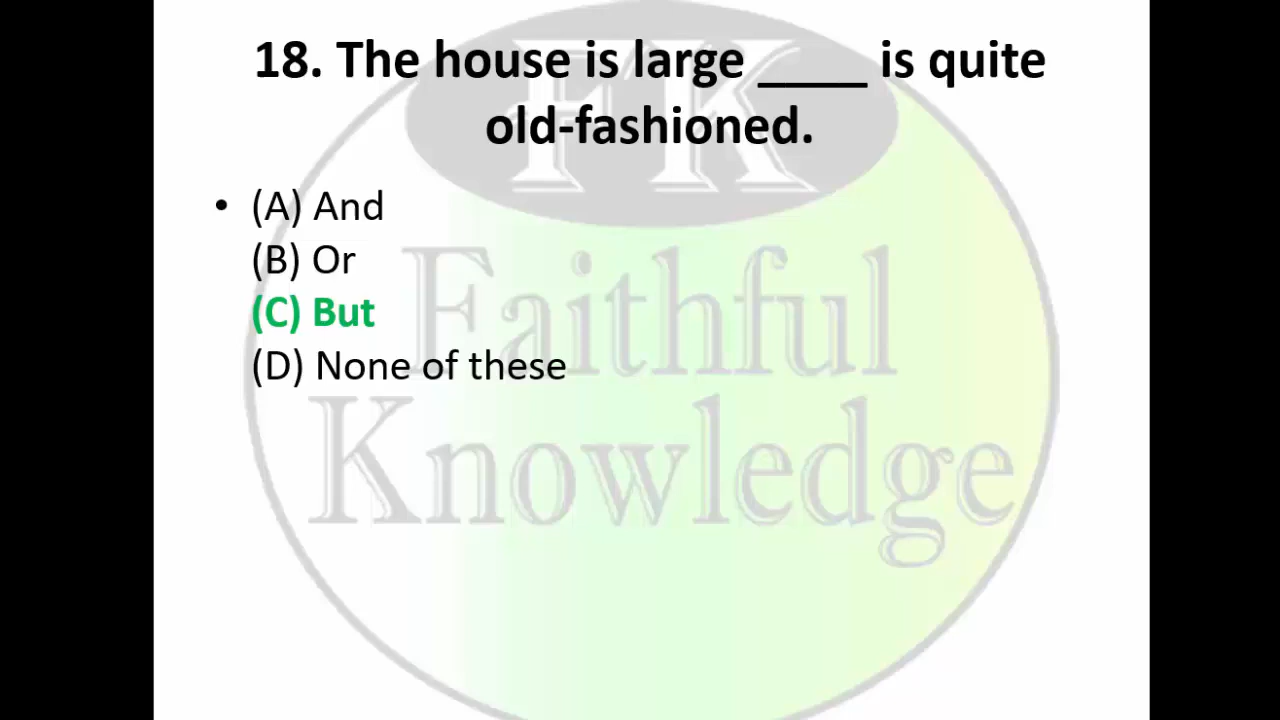 FK
18. The house is large ____ is quite
old-fashioned.
• (A) And
(B) Or
(C) But
(D) None of these
Faithful
Knowledge